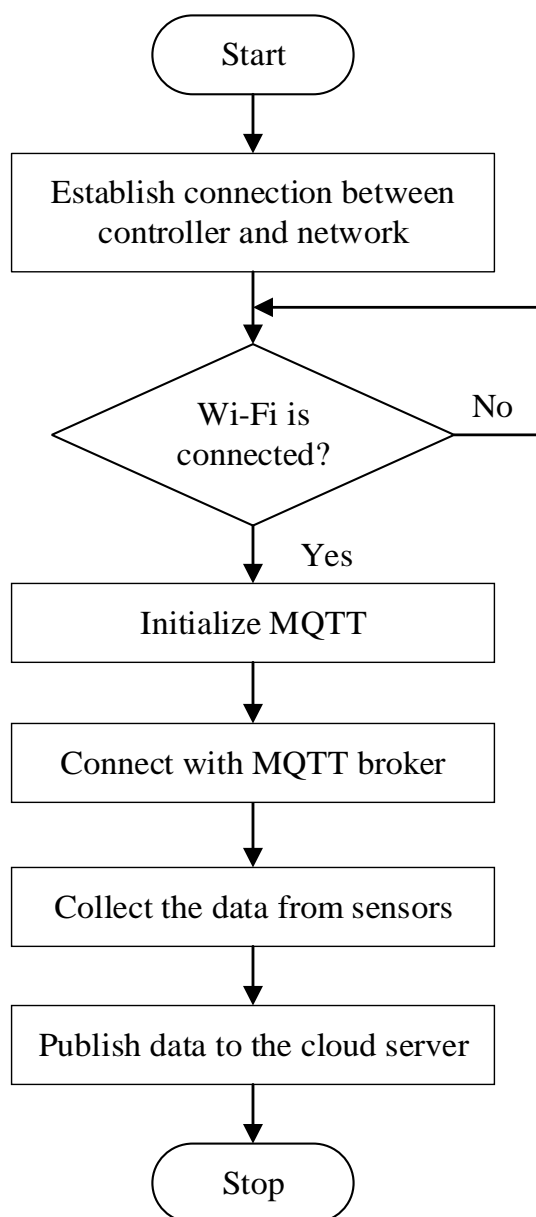 Start
Establish connection between
controller and network
Wi-Fi is
connected?
No
Yes
Initialize MQTT
Connect with MQTT broker
Collect the data from sensors
Publish data to the cloud server
Stop